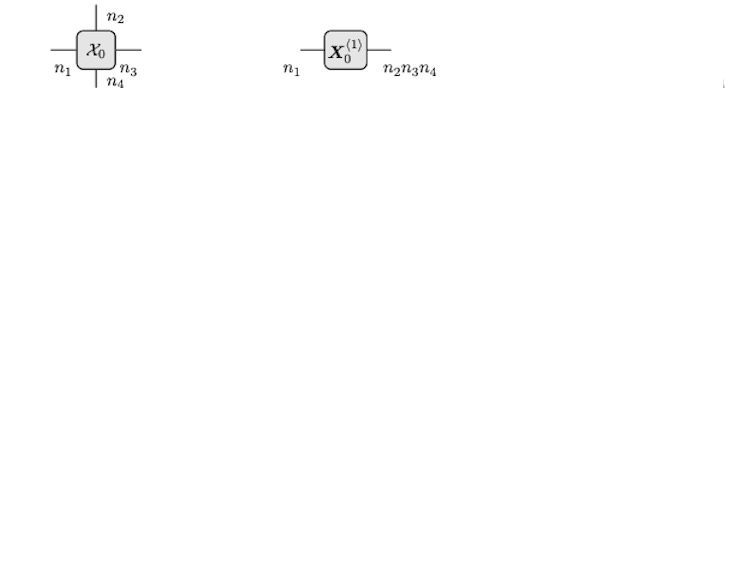 n₂
𝒳₀
n₁ n₃
n₄
X₀⟨¹⟩
n₁ n₂n₃n₄